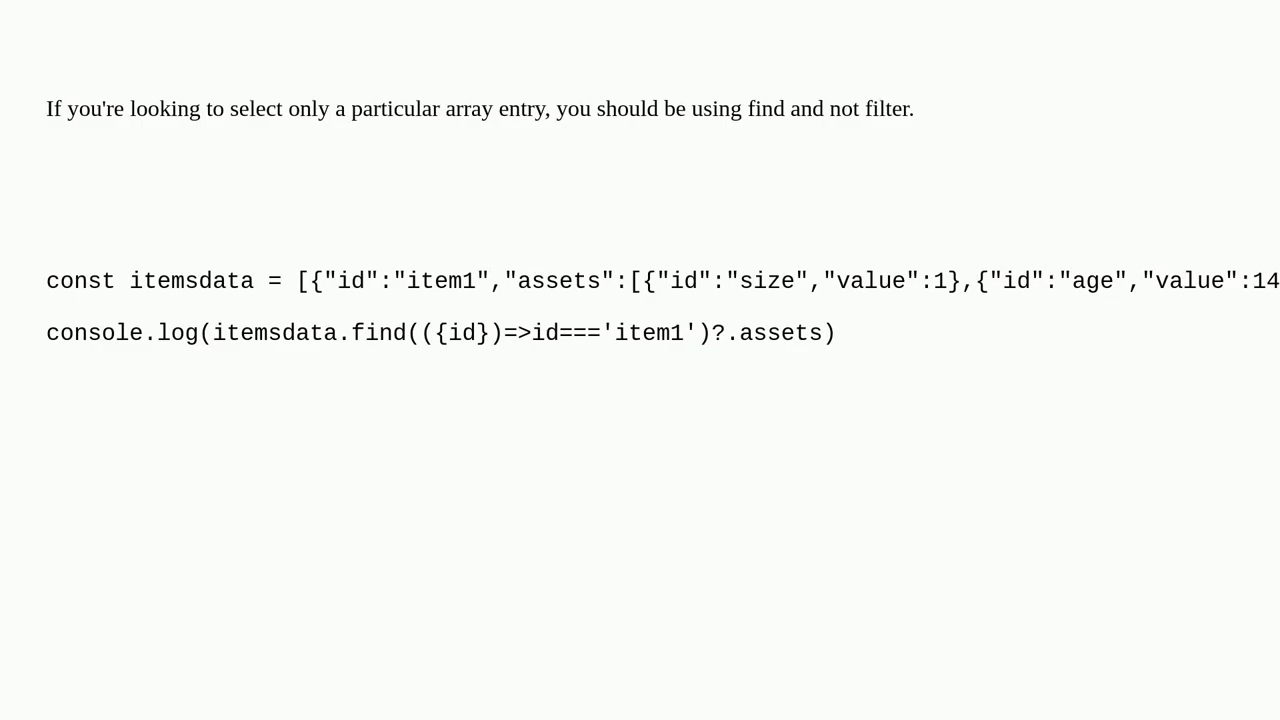 If you're looking to select only a particular array entry, you should be using find and not filter.
const itemsdata = [{"id":"item1","assets":[{"id":"size","value":1},{"id":"age","value":14
console.log(itemsdata.find(({id})=>id==='item1')?.assets)